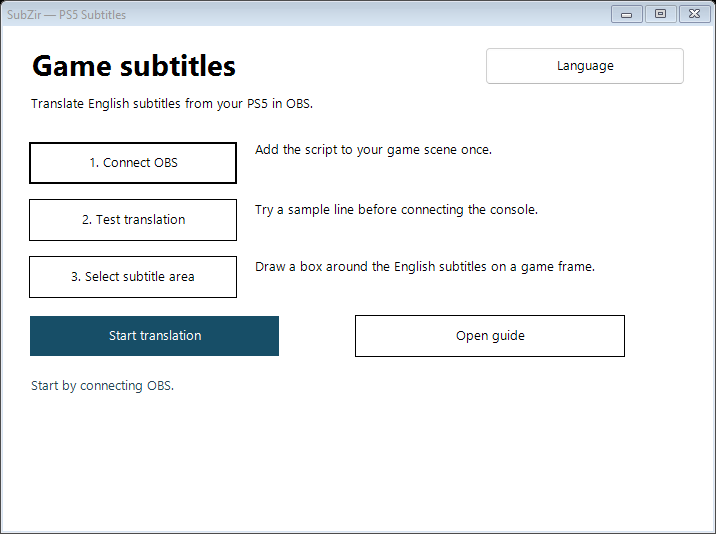 SubZir — PS5 Subtitles
Game subtitles
Language
Translate English subtitles from your PS5 in OBS.
1. Connect OBS
Add the script to your game scene once.
2. Test translation
Try a sample line before connecting the console.
3. Select subtitle area
Draw a box around the English subtitles on a game frame.
Start translation
Open guide
Start by connecting OBS.